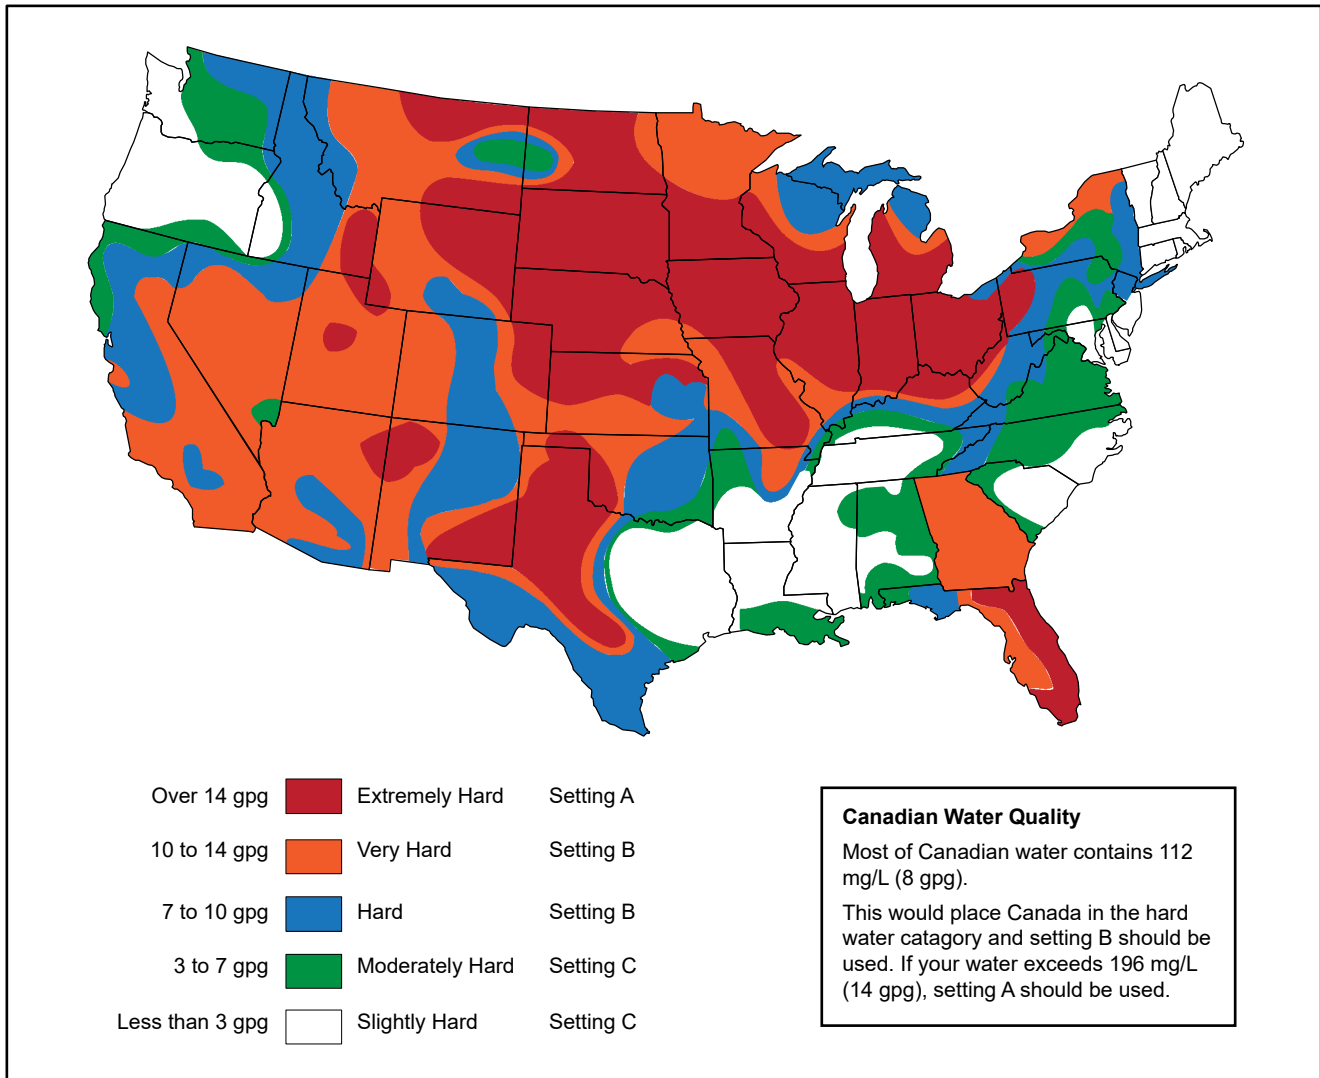 Over 14 gpg Extremely Hard Setting A
10 to 14 gpg Very Hard Setting B
7 to 10 gpg Hard Setting B
3 to 7 gpg Moderately Hard Setting C
Less than 3 gpg Slightly Hard Setting C
Canadian Water Quality
Most of Canadian water contains 112
mg/L (8 gpg).
This would place Canada in the hard
water catagory and setting B should be
used. If your water exceeds 196 mg/L
(14 gpg), setting A should be used.